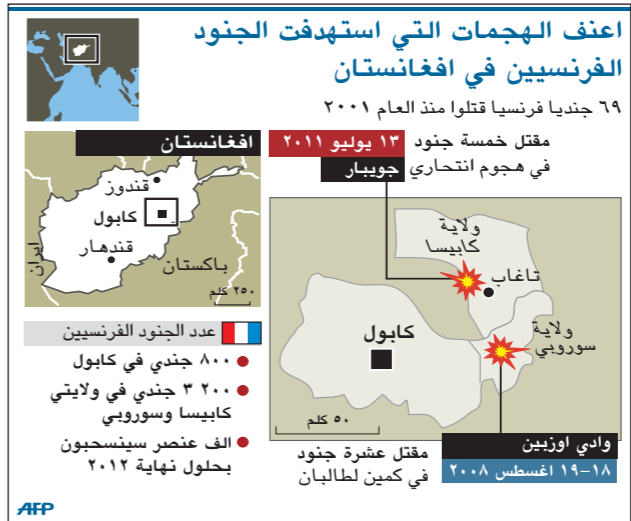 اعنف الهجمات التي استهدفت الجنود
الفرنسيين في افغانستان
٦٩ جنديا فرنسيا قتلوا منذ العام ٢٠٠١
١٣ يوليو ٢٠١١
مقتل خمسة جنود
جويبار
في هجوم انتحاري
افغانستان
قندوز
كابول
قندهار
ايران
باكستان
٢٥٠ كلم
ولاية
كابيسا
تاغاب
ولاية
سوروبي
كابول
٥٠ كلم
وادي اوزبين
١٨–١٩ اغسطس ٢٠٠٨
مقتل عشرة جنود
في كمين لطالبان
عدد الجنود الفرنسيين
٨٠٠ جندي في كابول
٣ ٢٠٠ جندي في ولايتي
كابيسا وسوروبي
الف عنصر سينسحبون
بحلول نهاية ٢٠١٢
AFP